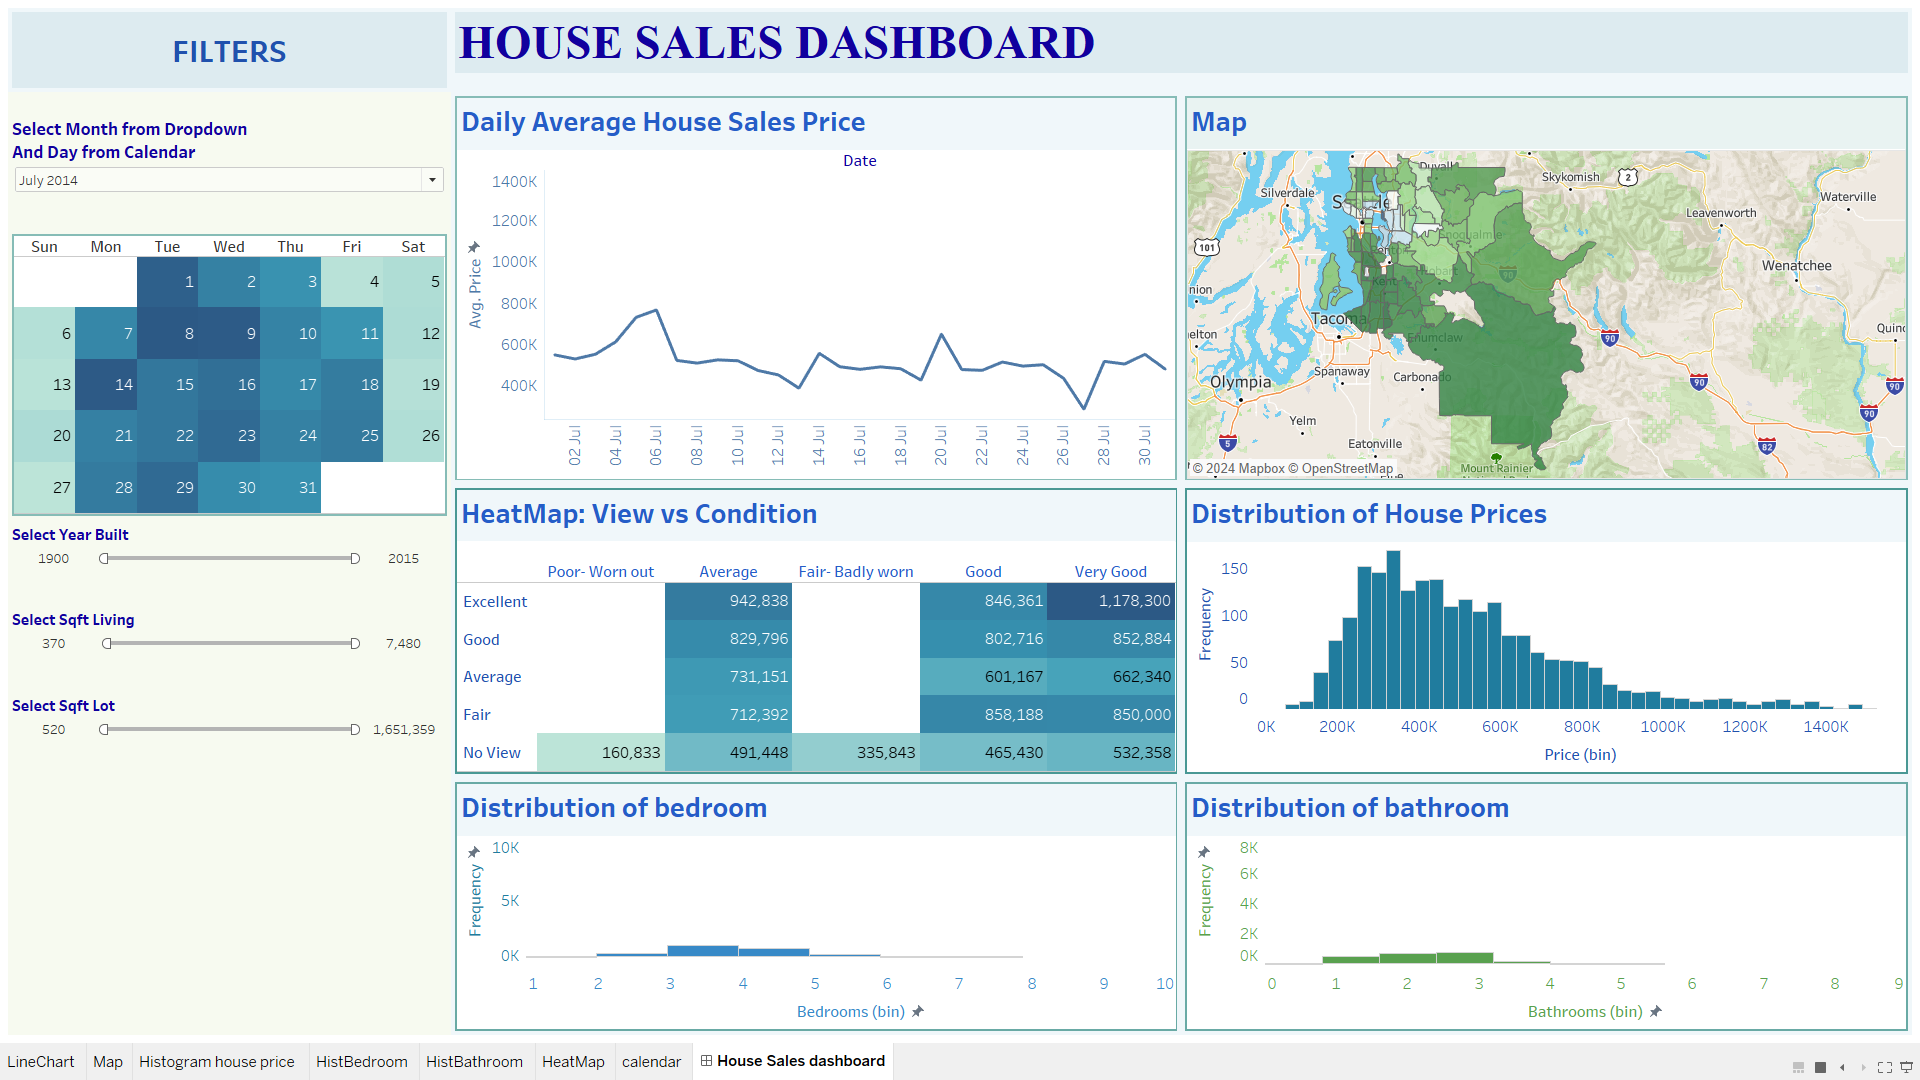 FILTERS
HOUSE SALES DASHBOARD
Select Month from Dropdown
And Day from Calendar
July 2014
Sun Mon Tue Wed Thu Fri Sat
1 2 3 4 5
6 7 8 9 10 11 12
13 14 15 16 17 18 19
20 21 22 23 24 25 26
27 28 29 30 31
Select Year Built
1900 2015
Select Sqft Living
370 7,480
Select Sqft Lot
520 1,651,359
Daily Average House Sales Price
Date
1400K
1200K
1000K
800K
600K
400K
Avg. Price
02 Jul 04 Jul 06 Jul 08 Jul 10 Jul 12 Jul 14 Jul 16 Jul 18 Jul 20 Jul 22 Jul 24 Jul 26 Jul 28 Jul 30 Jul
Map
Duvall
Skykomish
2
Silverdale
Waterville
Leavenworth
101
Snoqualmie
Wenatchee
90
Kent
nion
Tacoma
elton
Enumclaw
90
Quinc
Spanaway
Carbonado
Olympia
90
90
Yelm
90
Eatonville
5
82
Mount Rainier
© 2024 Mapbox © OpenStreetMap
HeatMap: View vs Condition
Poor- Worn out Average Fair- Badly worn Good Very Good
Excellent 942,838 846,361 1,178,300
Good 829,796 802,716 852,884
Average 731,151 601,167 662,340
Fair 712,392 858,188 850,000
No View 160,833 491,448 335,843 465,430 532,358
Distribution of House Prices
150
100
50
0
Frequency
0K 200K 400K 600K 800K 1000K 1200K 1400K
Price (bin)
Distribution of bedroom
10K
5K
0K
Frequency
1 2 3 4 5 6 7 8 9 10
Bedrooms (bin)
Distribution of bathroom
8K
6K
4K
2K
0K
Frequency
0 1 2 3 4 5 6 7 8 9
Bathrooms (bin)
LineChart Map Histogram house price HistBedroom HistBathroom HeatMap calendar House Sales dashboard